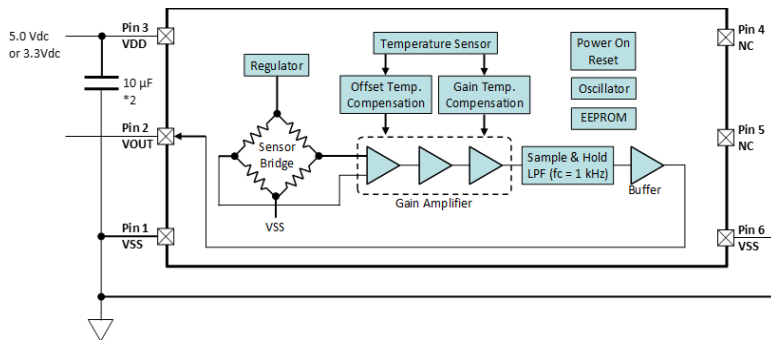 5.0 Vdc
or 3.3Vdc
Pin 3
VDD
10 µF
*2
Pin 2
VOUT
Pin 1
VSS
Regulator
Sensor
Bridge
VSS
Temperature Sensor
Offset Temp.
Compensation
Gain Temp.
Compensation
Gain Amplifier
Power On
Reset
Oscillator
EEPROM
Sample & Hold
LPF (fc = 1 kHz)
Buffer
Pin 4
NC
Pin 5
NC
Pin 6
VSS